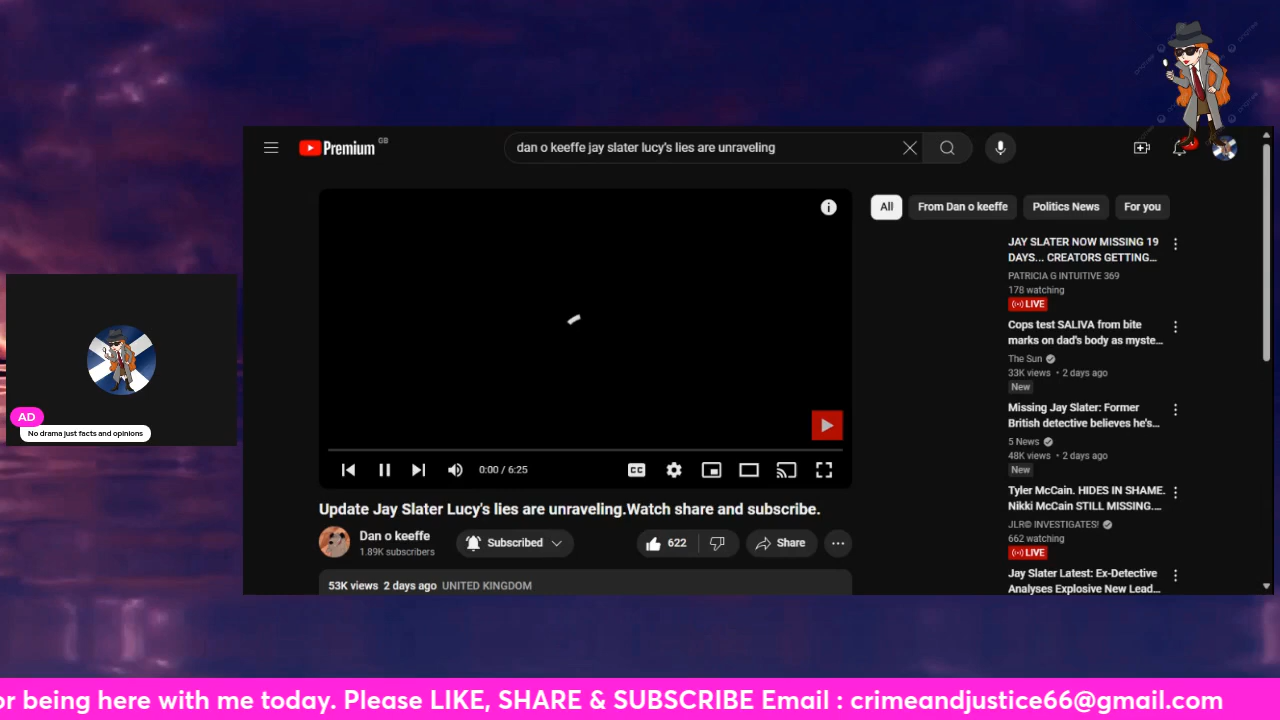 Premium GB
dan o keeffe jay slater lucy's lies are unraveling
All
From Dan o keeffe
Politics News
For you
0:00 / 6:25
CC
Update Jay Slater Lucy's lies are unraveling.Watch share and subscribe.
Dan o keeffe
1.89K subscribers
Subscribed
622
Share
53K views 2 days ago UNITED KINGDOM
JAY SLATER NOW MISSING 19
DAYS... CREATORS GETTING...
PATRICIA G INTUITIVE 369
178 watching
LIVE
Cops test SALIVA from bite
marks on dad's body as myste...
The Sun
33K views • 2 days ago
New
Missing Jay Slater: Former
British detective believes he's...
5 News
48K views • 2 days ago
New
Tyler McCain. HIDES IN SHAME.
Nikki McCain STILL MISSING....
JLR© INVESTIGATES!
662 watching
LIVE
Jay Slater Latest: Ex-Detective
Analyses Explosive New Lead...
AD
No drama just facts and opinions
or being here with me today. Please LIKE, SHARE & SUBSCRIBE Email : crimeandjustice66@gmail.com